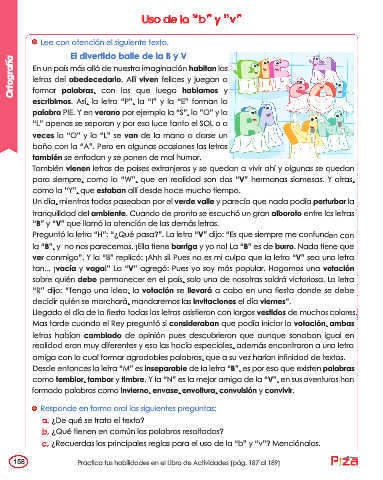 Uso de la "b" y "v"
Ortografía
Lee con atención el siguiente texto.
El divertido baile de la B y V
En un país más allá de nuestra imaginación habitan las
letras del abedecedario. Allí viven felices y juegan a
formar palabras, con las que luego hablamos y
escribimos. Así, la letra "P", la "I" y la "E" forman la
palabra PIE. Y en verano por ejemplo la "S", la "O" y la
"L" apenas se separan y por eso luce tanto el SOL o a
veces la "O" y la "L" se van de la mano a darse un
baño con la "A". Pero en algunas ocasiones las letras
también se enfadan y se ponen de mal humor.
También vienen letras de países extranjeros y se quedan a vivir ahí y algunas se quedan
para siempre, como la "W", que en realidad son dos "V" hermanas siamesas. Y otras,
como la "Y", que estaban allí desde hace mucho tiempo.
Un día, mientras todos paseaban por el verde valle y parecía que nada podía perturbar la
tranquilidad del ambiente. Cuando de pronto se escuchó un gran alboroto entre las letras
"B" y "V" que llamó la atención de las demás letras.
Preguntó la letra "H": "¿Qué pasa?". La letra "V" dijo: "Es que siempre me confunden con
la "B", y no nos parecemos. ¡Ella tiene barriga y yo no! La "B" es de burro. Nada tiene que
ver conmigo". Y la "B" replicó: ¡Ahh sí! Pues no es mi culpa que la letra "V" sea una letra
tan... ¡vacía y vaga!" La "V" agregó: Pues yo soy más popular. Hagamos una votación
sobre quién debe permanecer en el país, solo una de nosotras saldrá victoriosa. La letra
"R" dijo: "Tengo una idea, la votación se llevará a cabo en una fiesta donde se debe
decidir quién se marchará, mandaremos las invitaciones el día viernes".
Llegado el día de la fiesta todas las letras asistieron con largos vestidos de muchos colores.
Mas tarde cuando el Rey preguntó si consideraban que podía iniciar la votación, ambas
letras habían cambiado de opinión pues descubrieron que aunque sonaban igual en
realidad eran muy diferentes y eso las hacía especiales, además encontraron a una letra
amiga con la cual formar agradables palabras, que a su vez harían infinidad de textos.
Desde entonces la letra "M" es inseparable de la letra "B", es por eso que existen palabras
como temblor, tambor y timbre. Y la "N" es la mejor amiga de la "V", en sus aventuras han
formado palabras como invierno, envase, envoltura, convulsión y convivir.
Responde en forma oral las siguientes preguntas:
a. ¿De qué se trata el texto?
b. ¿Qué tienen en común las palabras resaltadas?
c. ¿Recuerdas las principales reglas para el uso de la "b" y "v"? Menciónalas.
158
Practica tus habilidades en el Libro de Actividades (pág. 187 al 189)